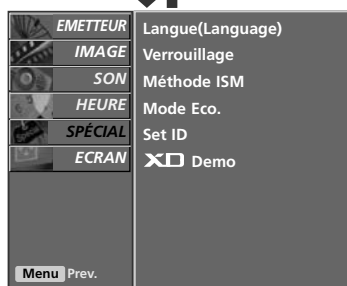 EMETTEUR
IMAGE
SON
HEURE
SPÉCIAL
ECRAN
Menu Prev.
Langue(Language)
Verrouillage
Méthode ISM
Mode Eco.
Set ID
XD Demo